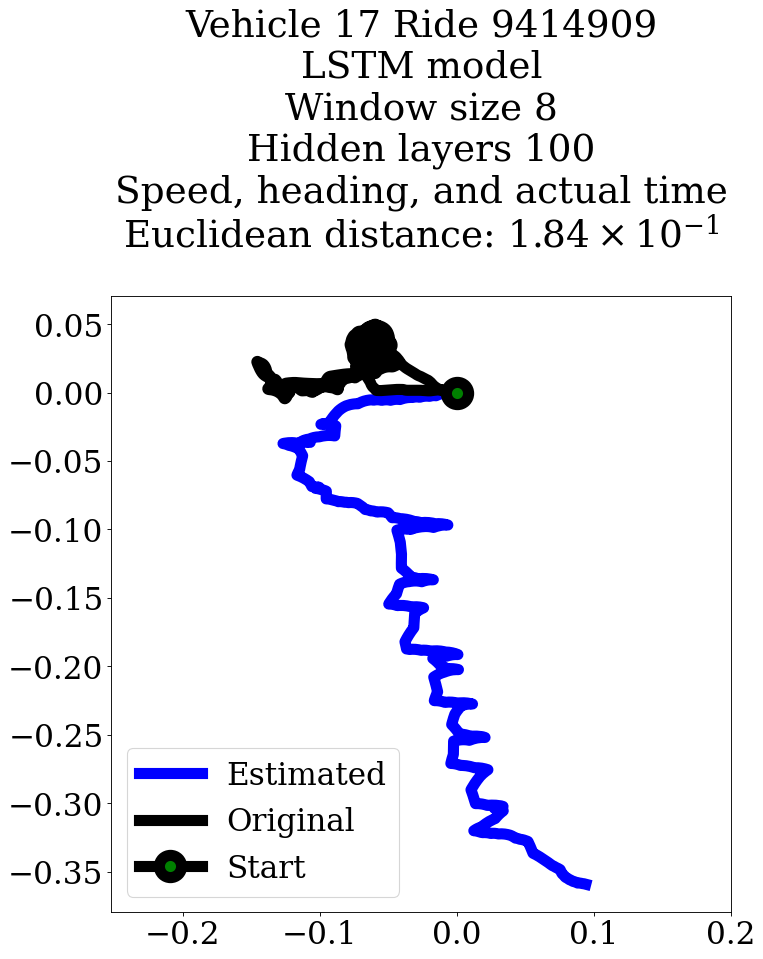 Vehicle 17 Ride 9414909
LSTM model
Window size 8
Hidden layers 100
Speed, heading, and actual time
Euclidean distance: 1.84 × 10⁻¹
0.05
0.00
−0.05
−0.10
−0.15
−0.20
−0.25
−0.30
−0.35
Estimated
Original
Start
−0.2 −0.1 0.0 0.1 0.2